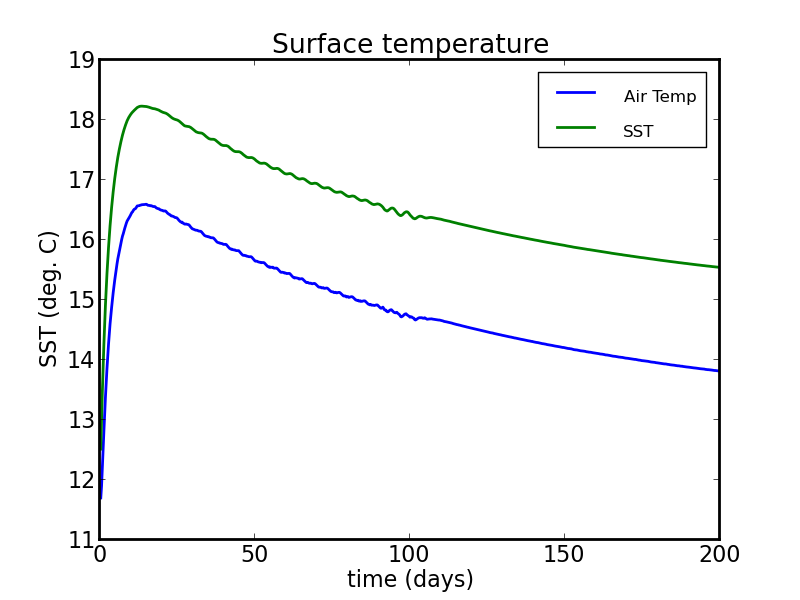 Surface temperature
19
18
17
16
15
14
13
12
11
SST (deg. C)
Air Temp
SST
0
50
100
150
200
time (days)